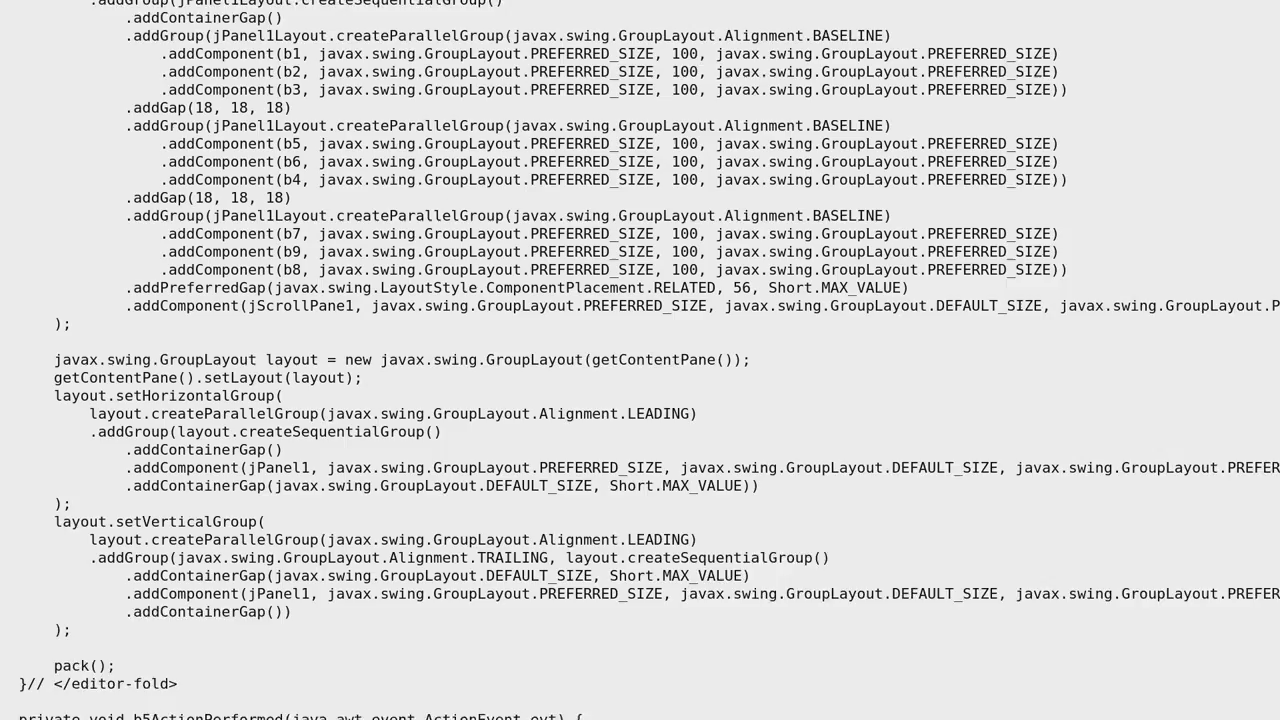 .addGroup(jPanel1Layout.createSequentialGroup()
.addContainerGap()
.addGroup(jPanel1Layout.createParallelGroup(javax.swing.GroupLayout.Alignment.BASELINE)
.addComponent(b1, javax.swing.GroupLayout.PREFERRED_SIZE, 100, javax.swing.GroupLayout.PREFERRED_SIZE)
.addComponent(b2, javax.swing.GroupLayout.PREFERRED_SIZE, 100, javax.swing.GroupLayout.PREFERRED_SIZE)
.addComponent(b3, javax.swing.GroupLayout.PREFERRED_SIZE, 100, javax.swing.GroupLayout.PREFERRED_SIZE))
.addGap(18, 18, 18)
.addGroup(jPanel1Layout.createParallelGroup(javax.swing.GroupLayout.Alignment.BASELINE)
.addComponent(b5, javax.swing.GroupLayout.PREFERRED_SIZE, 100, javax.swing.GroupLayout.PREFERRED_SIZE)
.addComponent(b6, javax.swing.GroupLayout.PREFERRED_SIZE, 100, javax.swing.GroupLayout.PREFERRED_SIZE)
.addComponent(b4, javax.swing.GroupLayout.PREFERRED_SIZE, 100, javax.swing.GroupLayout.PREFERRED_SIZE))
.addGap(18, 18, 18)
.addGroup(jPanel1Layout.createParallelGroup(javax.swing.GroupLayout.Alignment.BASELINE)
.addComponent(b7, javax.swing.GroupLayout.PREFERRED_SIZE, 100, javax.swing.GroupLayout.PREFERRED_SIZE)
.addComponent(b9, javax.swing.GroupLayout.PREFERRED_SIZE, 100, javax.swing.GroupLayout.PREFERRED_SIZE)
.addComponent(b8, javax.swing.GroupLayout.PREFERRED_SIZE, 100, javax.swing.GroupLayout.PREFERRED_SIZE))
.addPreferredGap(javax.swing.LayoutStyle.ComponentPlacement.RELATED, 56, Short.MAX_VALUE)
.addComponent(jScrollPane1, javax.swing.GroupLayout.PREFERRED_SIZE, javax.swing.GroupLayout.DEFAULT_SIZE, javax.swing.GroupLayout.P
);
javax.swing.GroupLayout layout = new javax.swing.GroupLayout(getContentPane());
getContentPane().setLayout(layout);
layout.setHorizontalGroup(
layout.createParallelGroup(javax.swing.GroupLayout.Alignment.LEADING)
.addGroup(layout.createSequentialGroup()
.addContainerGap()
.addComponent(jPanel1, javax.swing.GroupLayout.PREFERRED_SIZE, javax.swing.GroupLayout.DEFAULT_SIZE, javax.swing.GroupLayout.PREFER
.addContainerGap(javax.swing.GroupLayout.DEFAULT_SIZE, Short.MAX_VALUE))
);
layout.setVerticalGroup(
layout.createParallelGroup(javax.swing.GroupLayout.Alignment.LEADING)
.addGroup(javax.swing.GroupLayout.Alignment.TRAILING, layout.createSequentialGroup()
.addContainerGap(javax.swing.GroupLayout.DEFAULT_SIZE, Short.MAX_VALUE)
.addComponent(jPanel1, javax.swing.GroupLayout.PREFERRED_SIZE, javax.swing.GroupLayout.DEFAULT_SIZE, javax.swing.GroupLayout.PREFER
.addContainerGap())
);
pack();
}// </editor-fold>
private void b5ActionPerformed(java.awt.event.ActionEvent evt) {